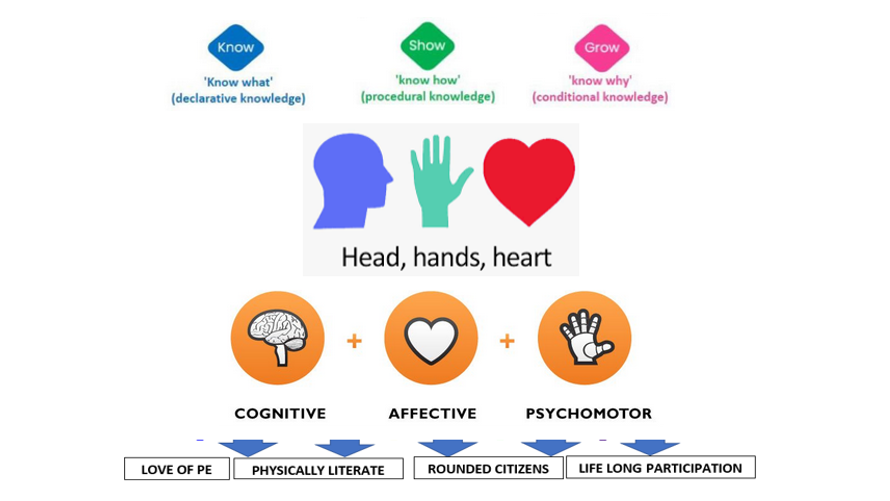 Know
Show
Grow
'Know what'
(declarative knowledge)
'know how'
(procedural knowledge)
'know why'
(conditional knowledge)
Head, hands, heart
+
+
COGNITIVE
AFFECTIVE
PSYCHOMOTOR
LOVE OF PE
PHYSICALLY LITERATE
ROUNDED CITIZENS
LIFE LONG PARTICIPATION